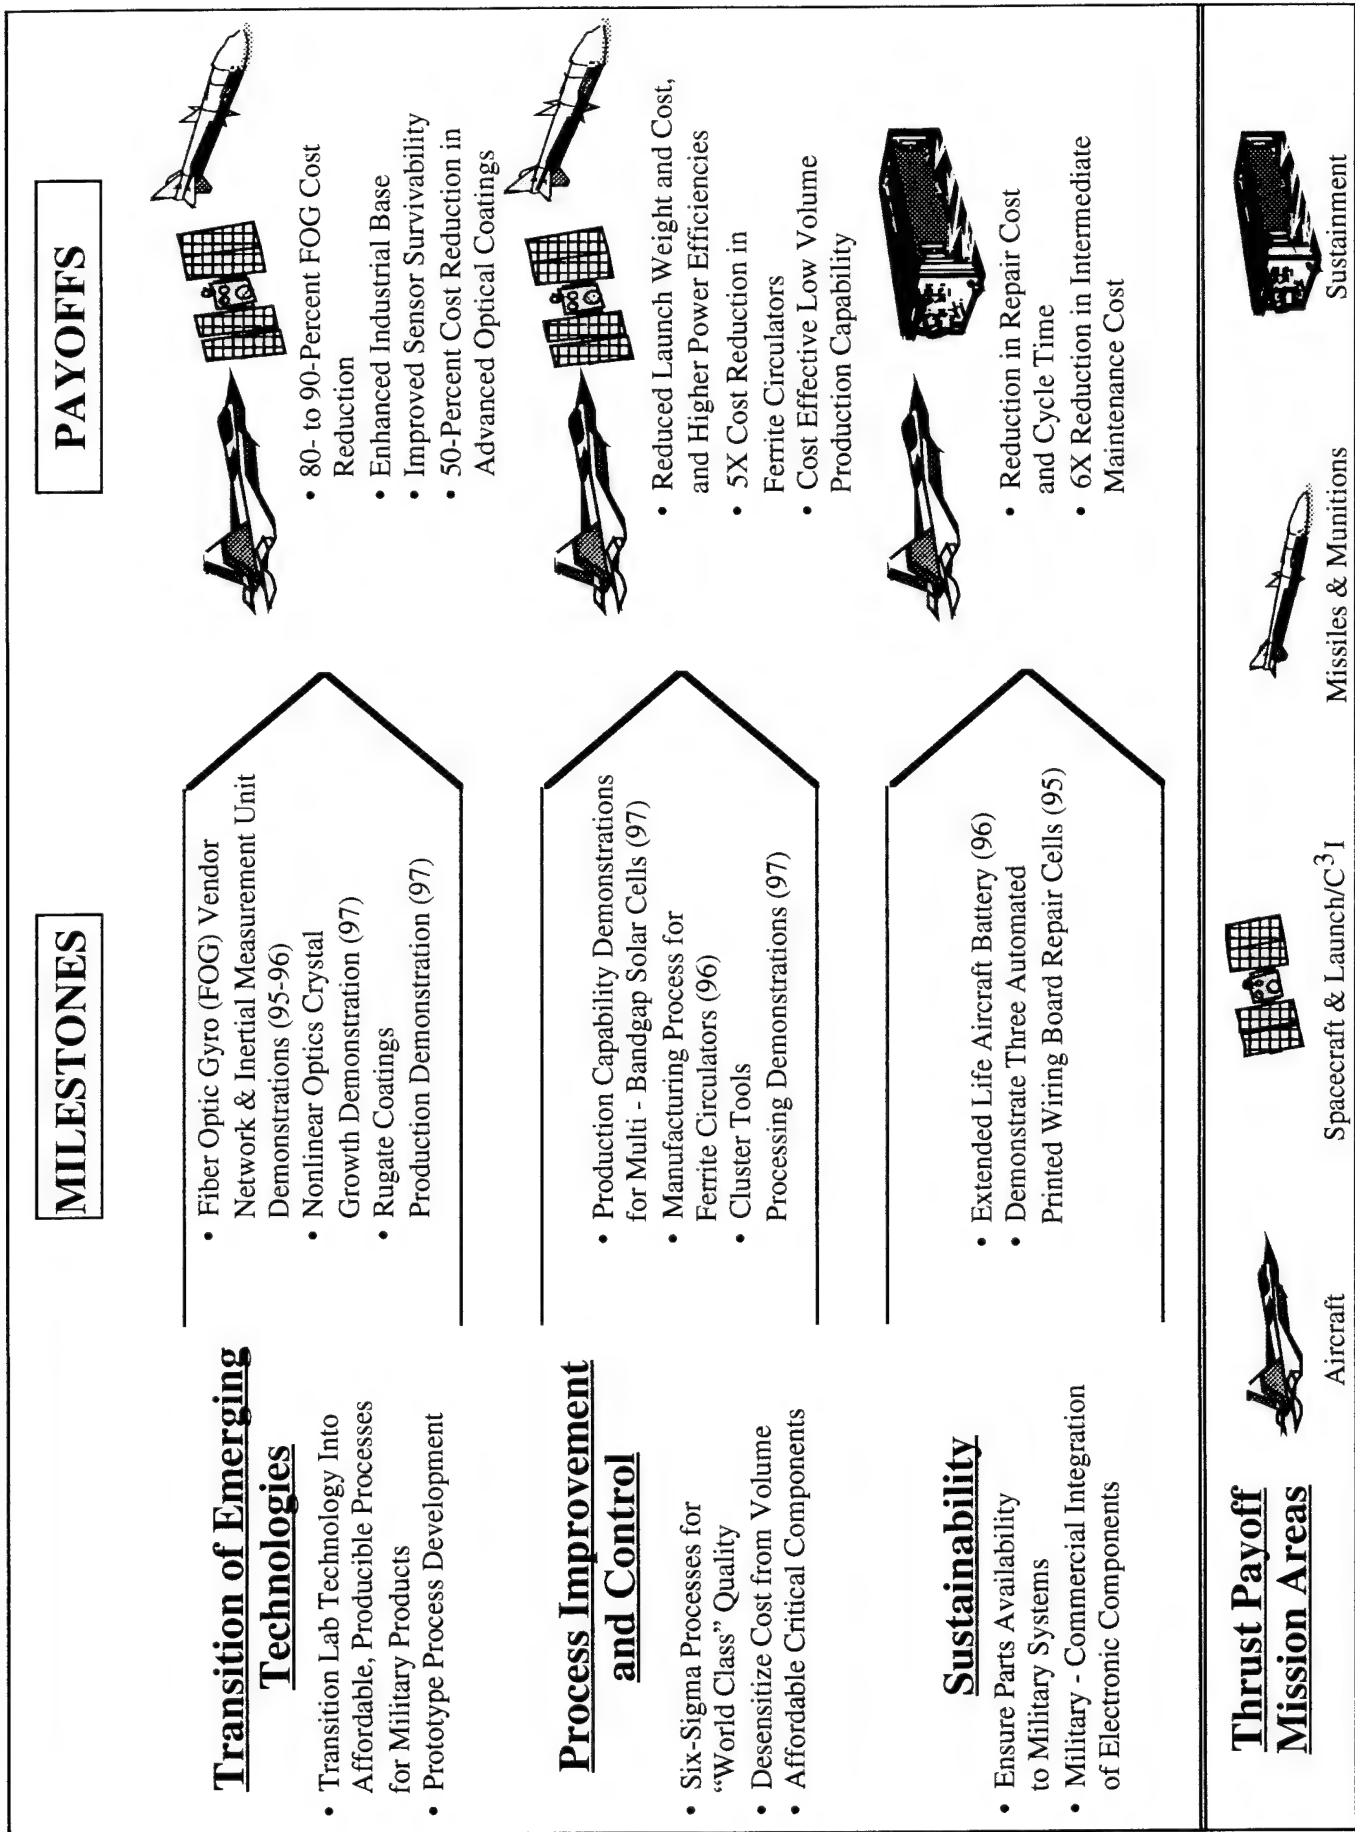 MILESTONES
PAYOFFS
Transition of Emerging
Technologies
• Transition Lab Technology Into
Affordable, Producible Processes
for Military Products
• Prototype Process Development
• Fiber Optic Gyro (FOG) Vendor
Network & Inertial Measurement Unit
Demonstrations (95-96)
• Nonlinear Optics Crystal
Growth Demonstration (97)
• Rugate Coatings
Production Demonstration (97)
• 80- to 90-Percent FOG Cost
Reduction
• Enhanced Industrial Base
• Improved Sensor Survivability
• 50-Percent Cost Reduction in
Advanced Optical Coatings
Process Improvement
and Control
• Six-Sigma Processes for
“World Class” Quality
• Desensitize Cost from Volume
• Affordable Critical Components
• Production Capability Demonstrations
for Multi - Bandgap Solar Cells (97)
• Manufacturing Process for
Ferrite Circulators (96)
• Cluster Tools
Processing Demonstrations (97)
• Reduced Launch Weight and Cost,
and Higher Power Efficiencies
• 5X Cost Reduction in
Ferrite Circulators
• Cost Effective Low Volume
Production Capability
Sustainability
• Ensure Parts Availability
to Military Systems
• Military - Commercial Integration
of Electronic Components
• Extended Life Aircraft Battery (96)
• Demonstrate Three Automated
Printed Wiring Board Repair Cells (95)
• Reduction in Repair Cost
and Cycle Time
• 6X Reduction in Intermediate
Maintenance Cost
Thrust Payoff
Mission Areas
Aircraft
Spacecraft & Launch/C³I
Missiles & Munitions
Sustainment